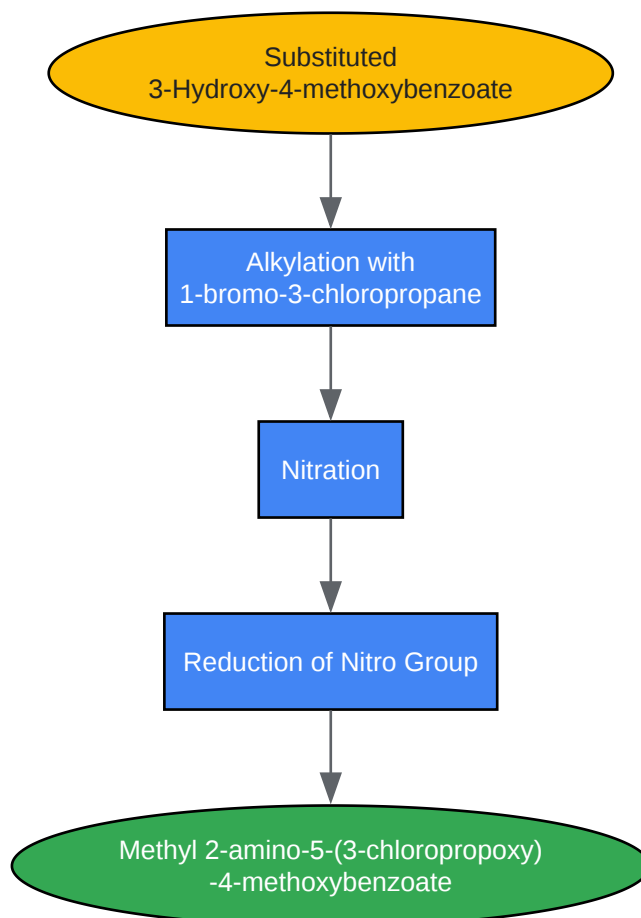 Substituted
3-Hydroxy-4-methoxybenzoate
Alkylation with
1-bromo-3-chloropropane
Nitration
Reduction of Nitro Group
Methyl 2-amino-5-(3-chloropropoxy)
-4-methoxybenzoate